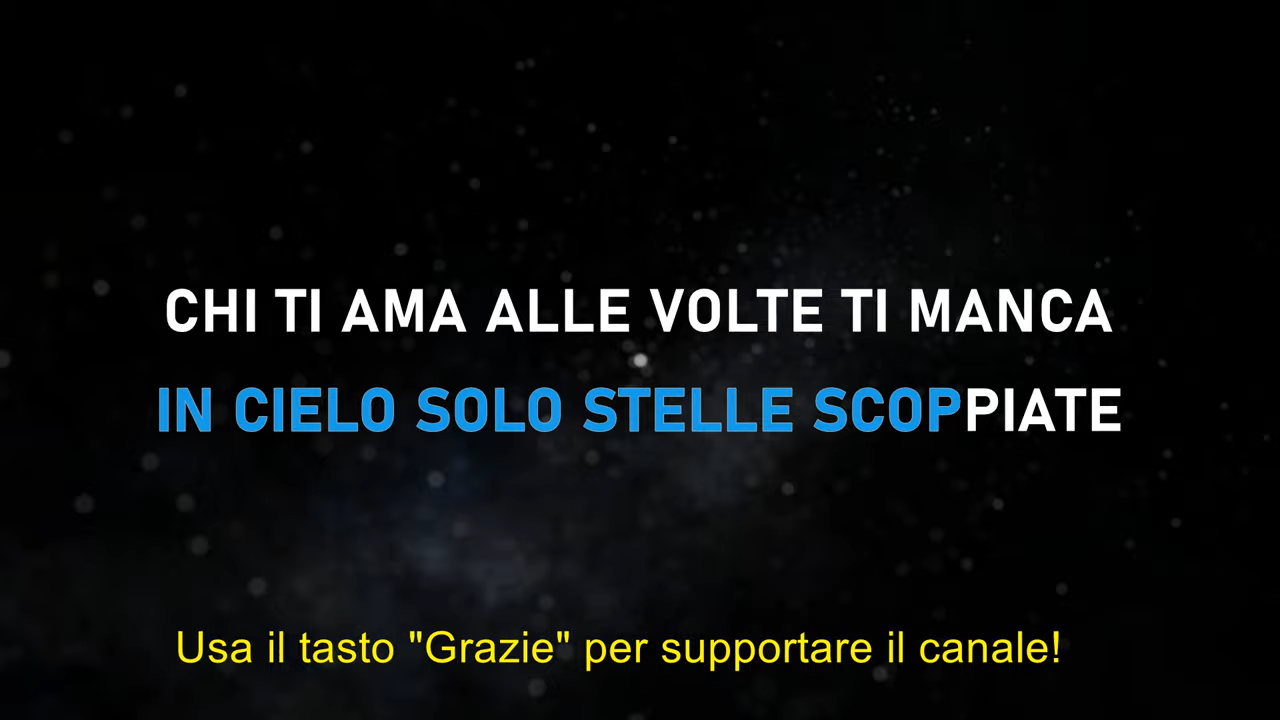 CHI TI AMA ALLE VOLTE TI MANCA
IN CIELO SOLO STELLE SCOPPIATE
Usa il tasto "Grazie" per supportare il canale!